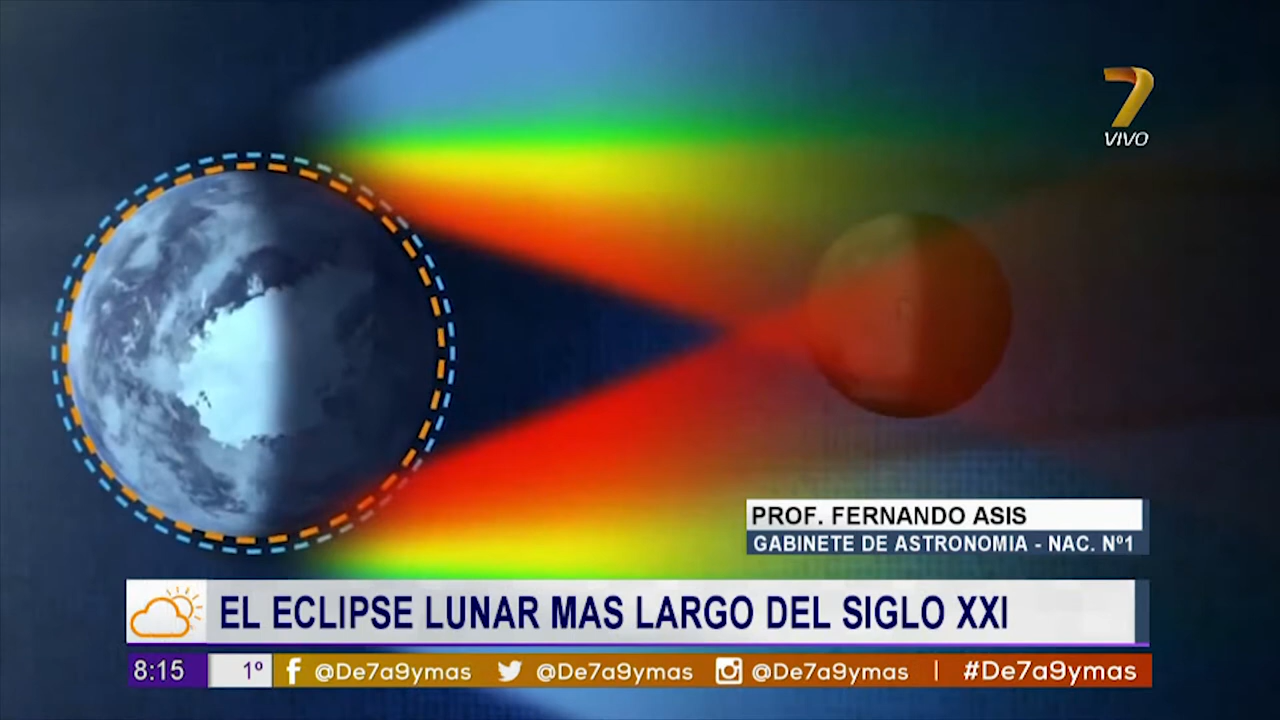 7
VIVO
PROF. FERNANDO ASIS
GABINETE DE ASTRONOMIA - NAC. Nº1
EL ECLIPSE LUNAR MAS LARGO DEL SIGLO XXI
8:15 1º @De7a9ymas @De7a9ymas @De7a9ymas | #De7a9ymas